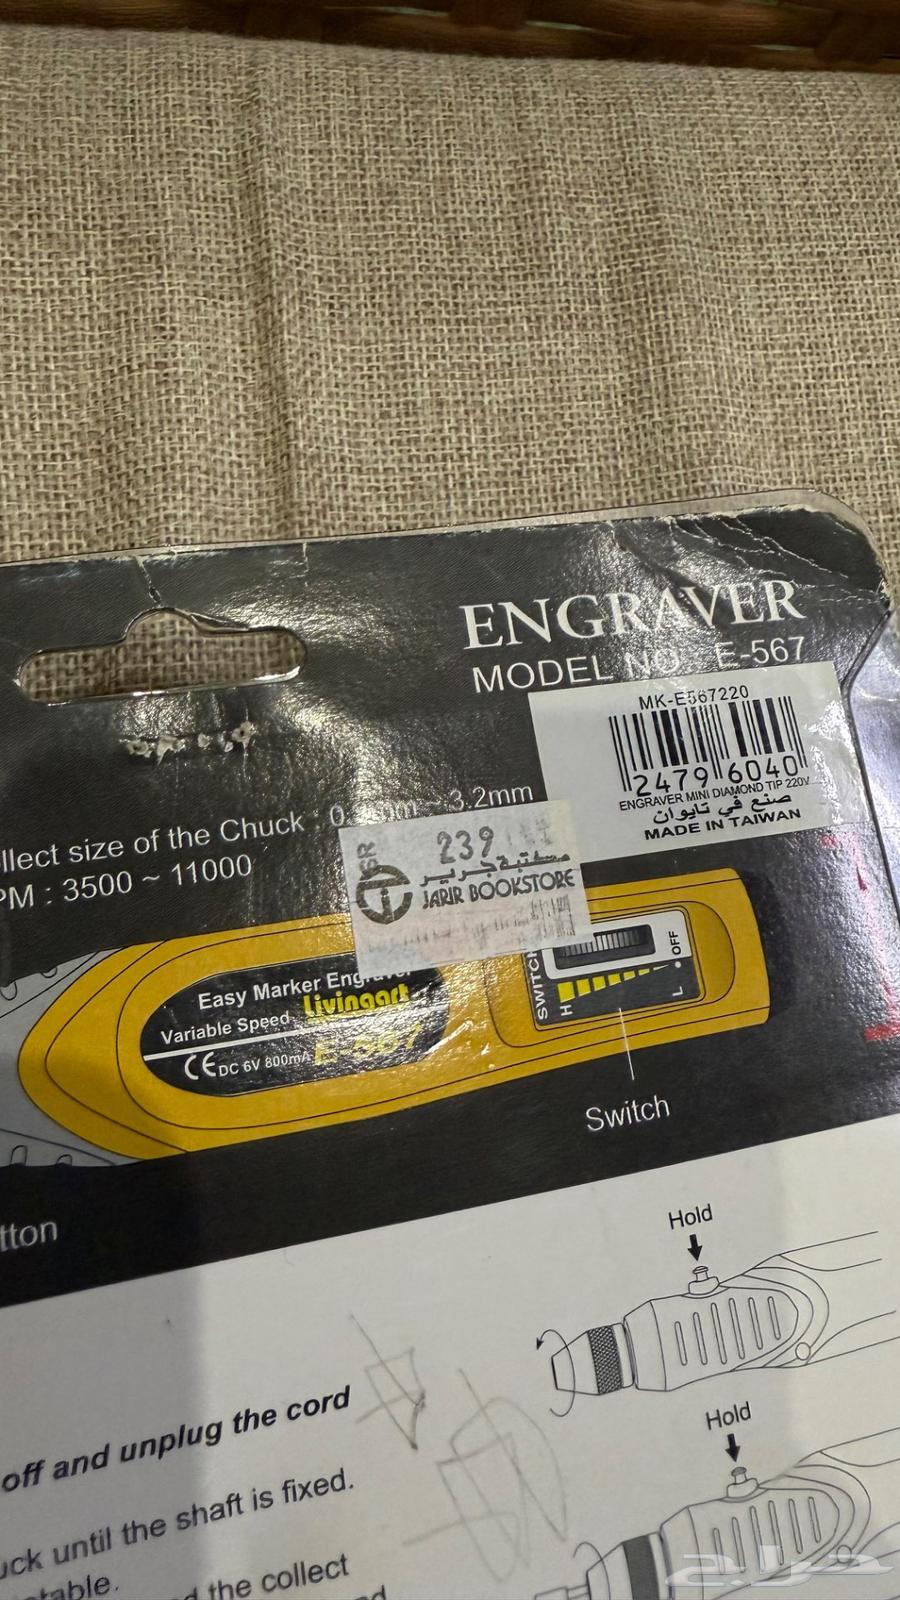 ENGRAVER
MODEL NO. E-567
MK-E567220
2479 6040
ENGRAVER MINI DIAMOND TIP 220V
صنع في تايوان
MADE IN TAIWAN
llect size of the Chuck : 0. mm ~ 3.2mm
PM : 3500 ~ 11000
SR
239
مكتبة جرير
JARIR BOOKSTORE
Easy Marker Engraver
Variable Speed Livingart
CE DC 6V 800mA E-567
SWITCH
H
L
OFF
Switch
tton
Hold
off and unplug the cord
Hold
uck until the shaft is fixed.
table.
d the collect
حراج